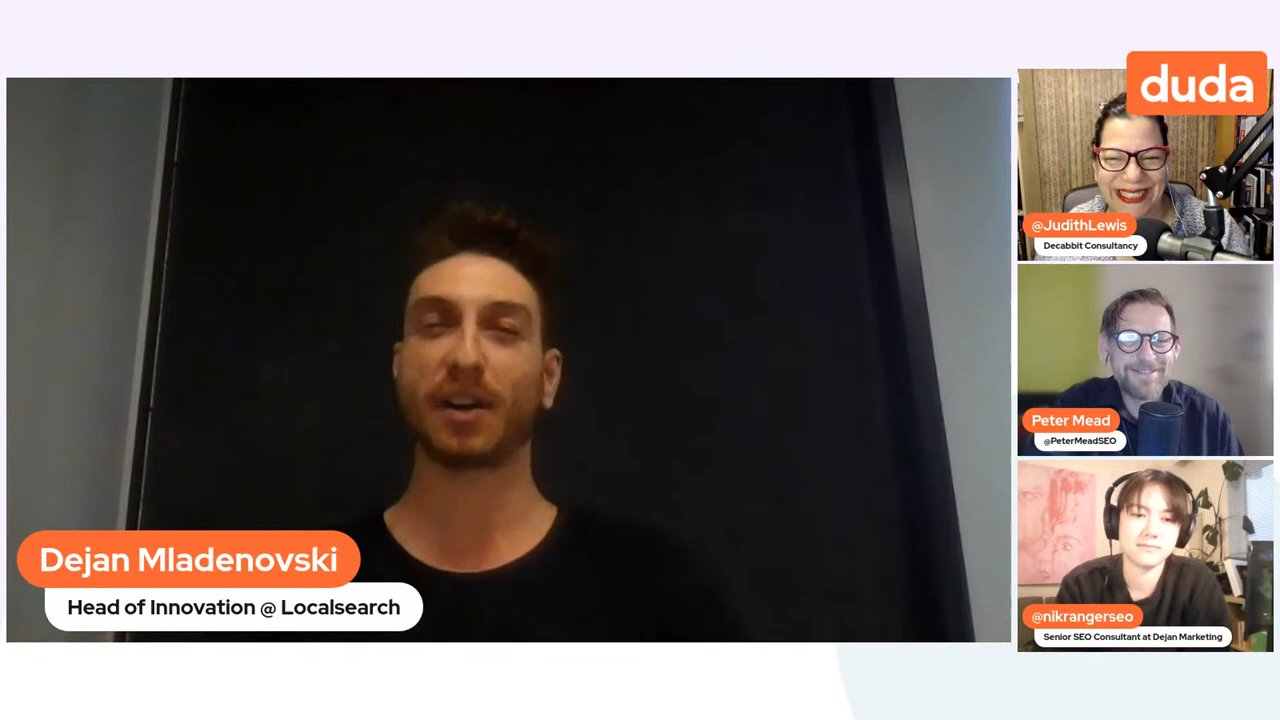 duda
@JudithLewis
Decabbit Consultancy
Peter Mead
@PeterMeadSEO
Dejan Mladenovski
Head of Innovation @ Localsearch
@nikrangerseo
Senior SEO Consultant at Dejan Marketing